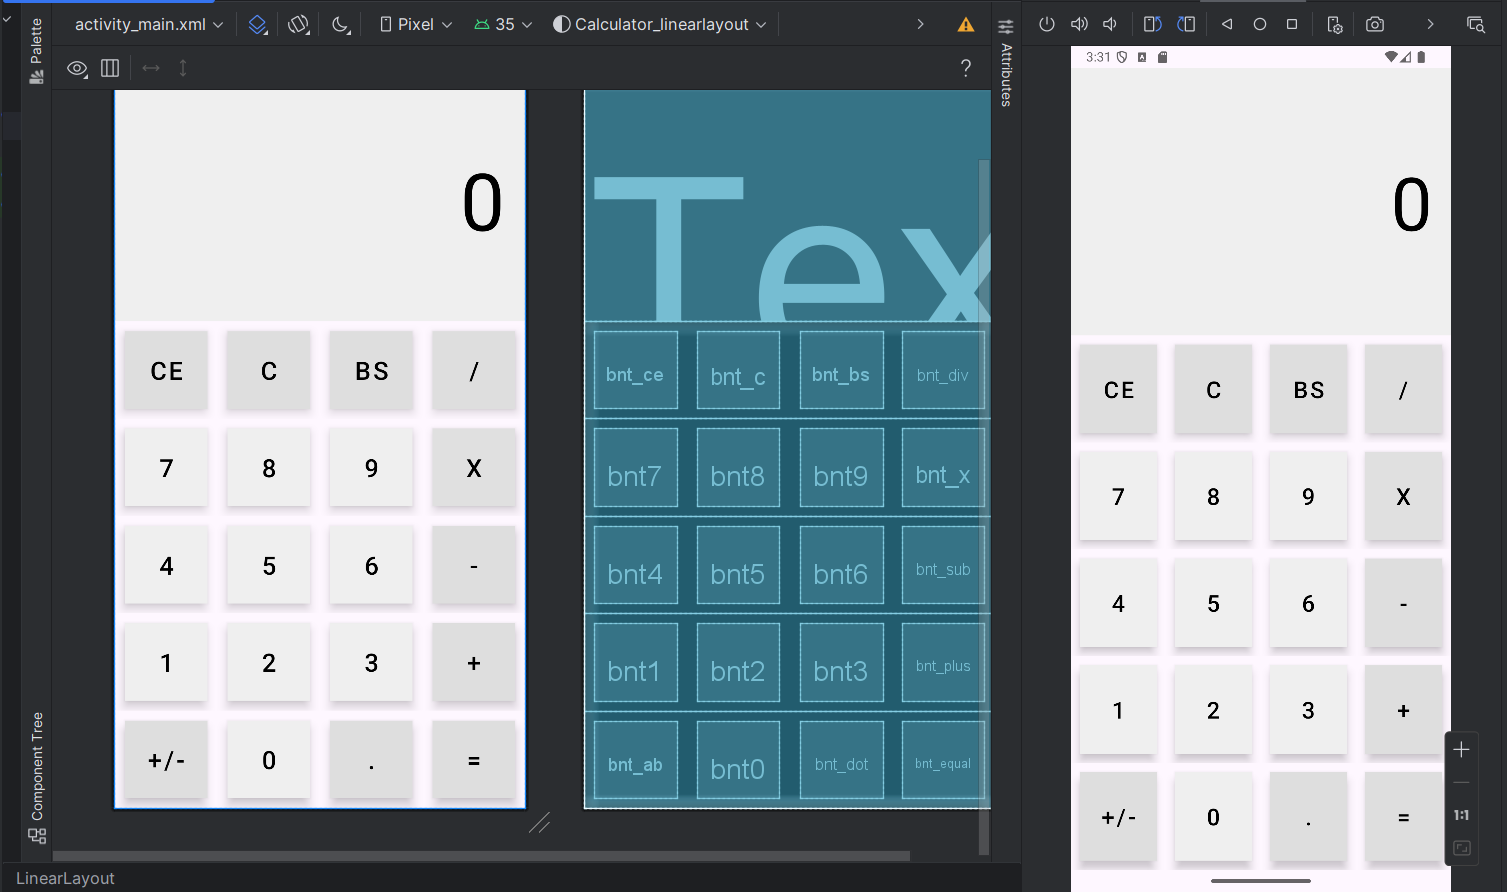 activity_main.xml
Pixel
35
Calculator_linearlayout
?
Palette
Component Tree
Attributes
0
CE C BS /
7 8 9 X
4 5 6 -
1 2 3 +
+/- 0 . =
Tex
bnt_ce bnt_c bnt_bs bnt_div
bnt7 bnt8 bnt9 bnt_x
bnt4 bnt5 bnt6 bnt_sub
bnt1 bnt2 bnt3 bnt_plus
bnt_ab bnt0 bnt_dot bnt_equal
3:31
0
CE C BS /
7 8 9 X
4 5 6 -
1 2 3 +
+/- 0 . =
1:1
LinearLayout